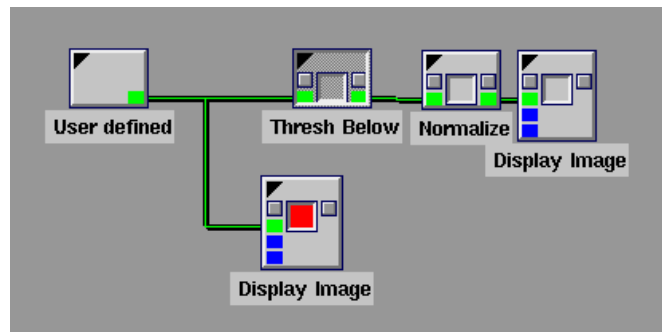 User defined
Thresh Below
Normalize
Display Image
Display Image